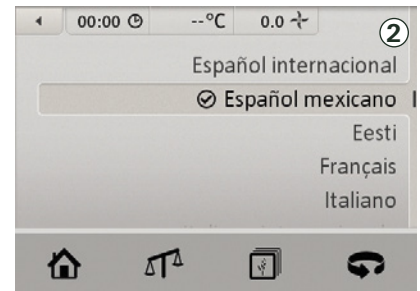 00:00 --°C 0.0
2
Español internacional
Español mexicano
Eesti
Français
Italiano